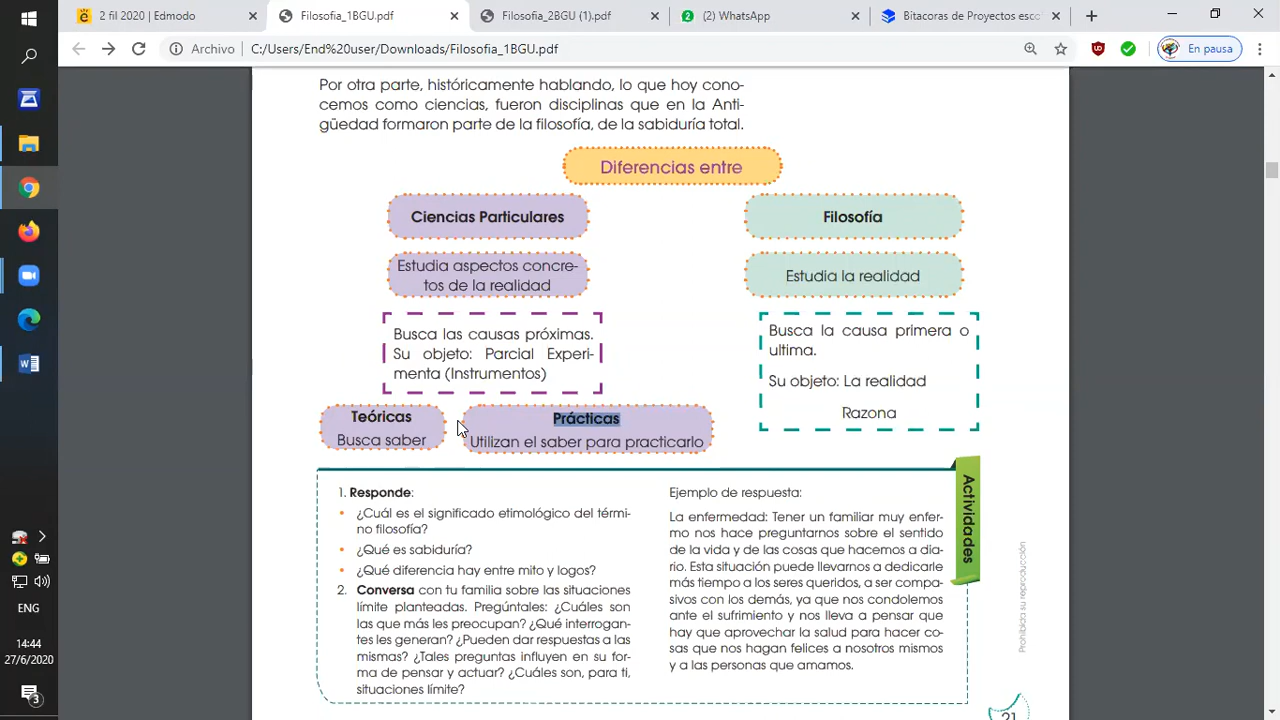 2 fil 2020 | Edmodo
Filosofia_1BGU.pdf
Filosofia_2BGU (1).pdf
(2) WhatsApp
Bitacoras de Proyectos esco
Archivo
C:/Users/End%20user/Downloads/Filosofia_1BGU.pdf
En pausa
Por otra parte, históricamente hablando, lo que hoy cono-
cemos como ciencias, fueron disciplinas que en la Anti-
güedad formaron parte de la filosofía, de la sabiduría total.
Diferencias entre
Ciencias Particulares
Estudia aspectos concre-
tos de la realidad
Busca las causas próximas.
Su objeto: Parcial Experi-
menta (Instrumentos)
Teóricas
Busca saber
Prácticas
Utilizan el saber para practicarlo
Filosofía
Estudia la realidad
Busca la causa primera o
ultima.
Su objeto: La realidad
Razona
Actividades
1. Responde:
• ¿Cuál es el significado etimológico del térmi-
no filosofía?
• ¿Qué es sabiduría?
• ¿Qué diferencia hay entre mito y logos?
2. Conversa con tu familia sobre las situaciones
límite planteadas. Pregúntales: ¿Cuáles son
las que más les preocupan? ¿Qué interrogan-
tes les generan? ¿Pueden dar respuestas a las
mismas? ¿Tales preguntas influyen en su for-
ma de pensar y actuar? ¿Cuáles son, para ti,
situaciones límite?
Ejemplo de respuesta:
La enfermedad: Tener un familiar muy enfer-
mo nos hace preguntarnos sobre el sentido
de la vida y de las cosas que hacemos a dia-
rio. Esta situación puede llevarnos a dedicarle
más tiempo a los seres queridos, a ser compa-
sivos con los demás, ya que nos condolemos
ante el sufrimiento y nos lleva a pensar que
hay que aprovechar la salud para hacer co-
sas que nos hagan felices a nosotros mismos
y a las personas que amamos.
Prohibida su reproducción
21
ENG
14:44
27/6/2020
3